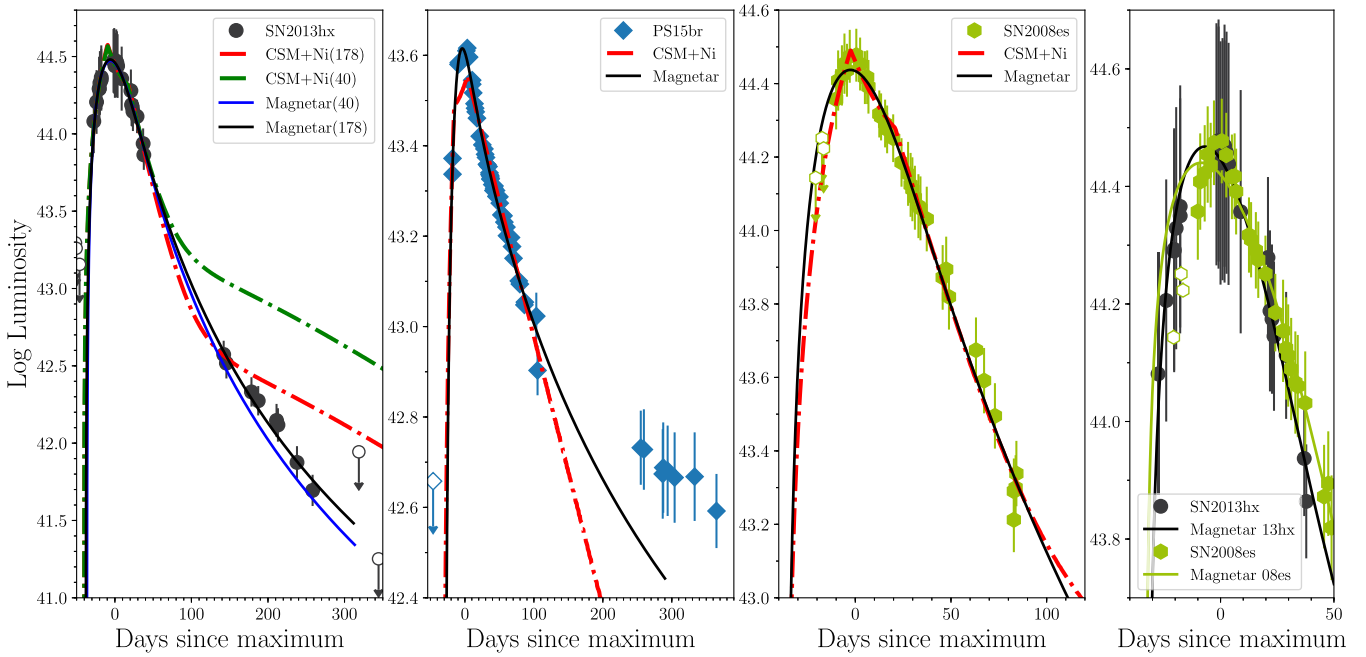 Log Luminosity
44.5
44.0
43.5
43.0
42.5
42.0
41.5
41.0
0 100 200 300
Days since maximum
SN2013hx
CSM+Ni(178)
CSM+Ni(40)
Magnetar(40)
Magnetar(178)
43.6
43.4
43.2
43.0
42.8
42.6
42.4
0 100 200 300
Days since maximum
PS15br
CSM+Ni
Magnetar
44.6
44.4
44.2
44.0
43.8
43.6
43.4
43.2
43.0
0 50 100
Days since maximum
SN2008es
CSM+Ni
Magnetar
44.6
44.4
44.2
44.0
43.8
0 50
Days since maximum
SN2013hx
Magnetar 13hx
SN2008es
Magnetar 08es